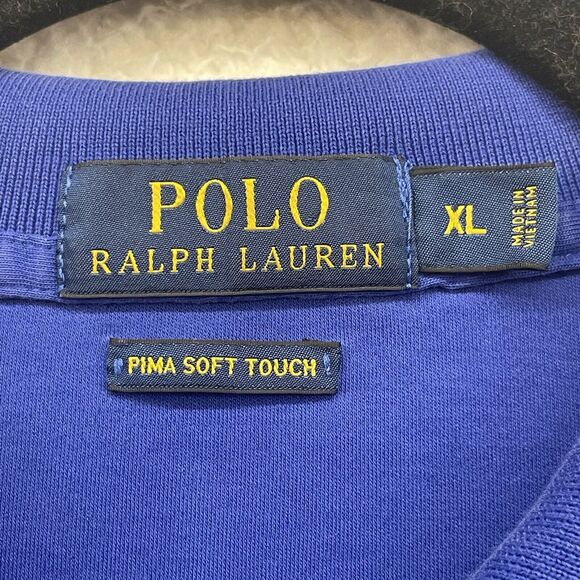 POLO
RALPH LAUREN
XL
MADE IN
VIETNAM
PIMA SOFT TOUCH